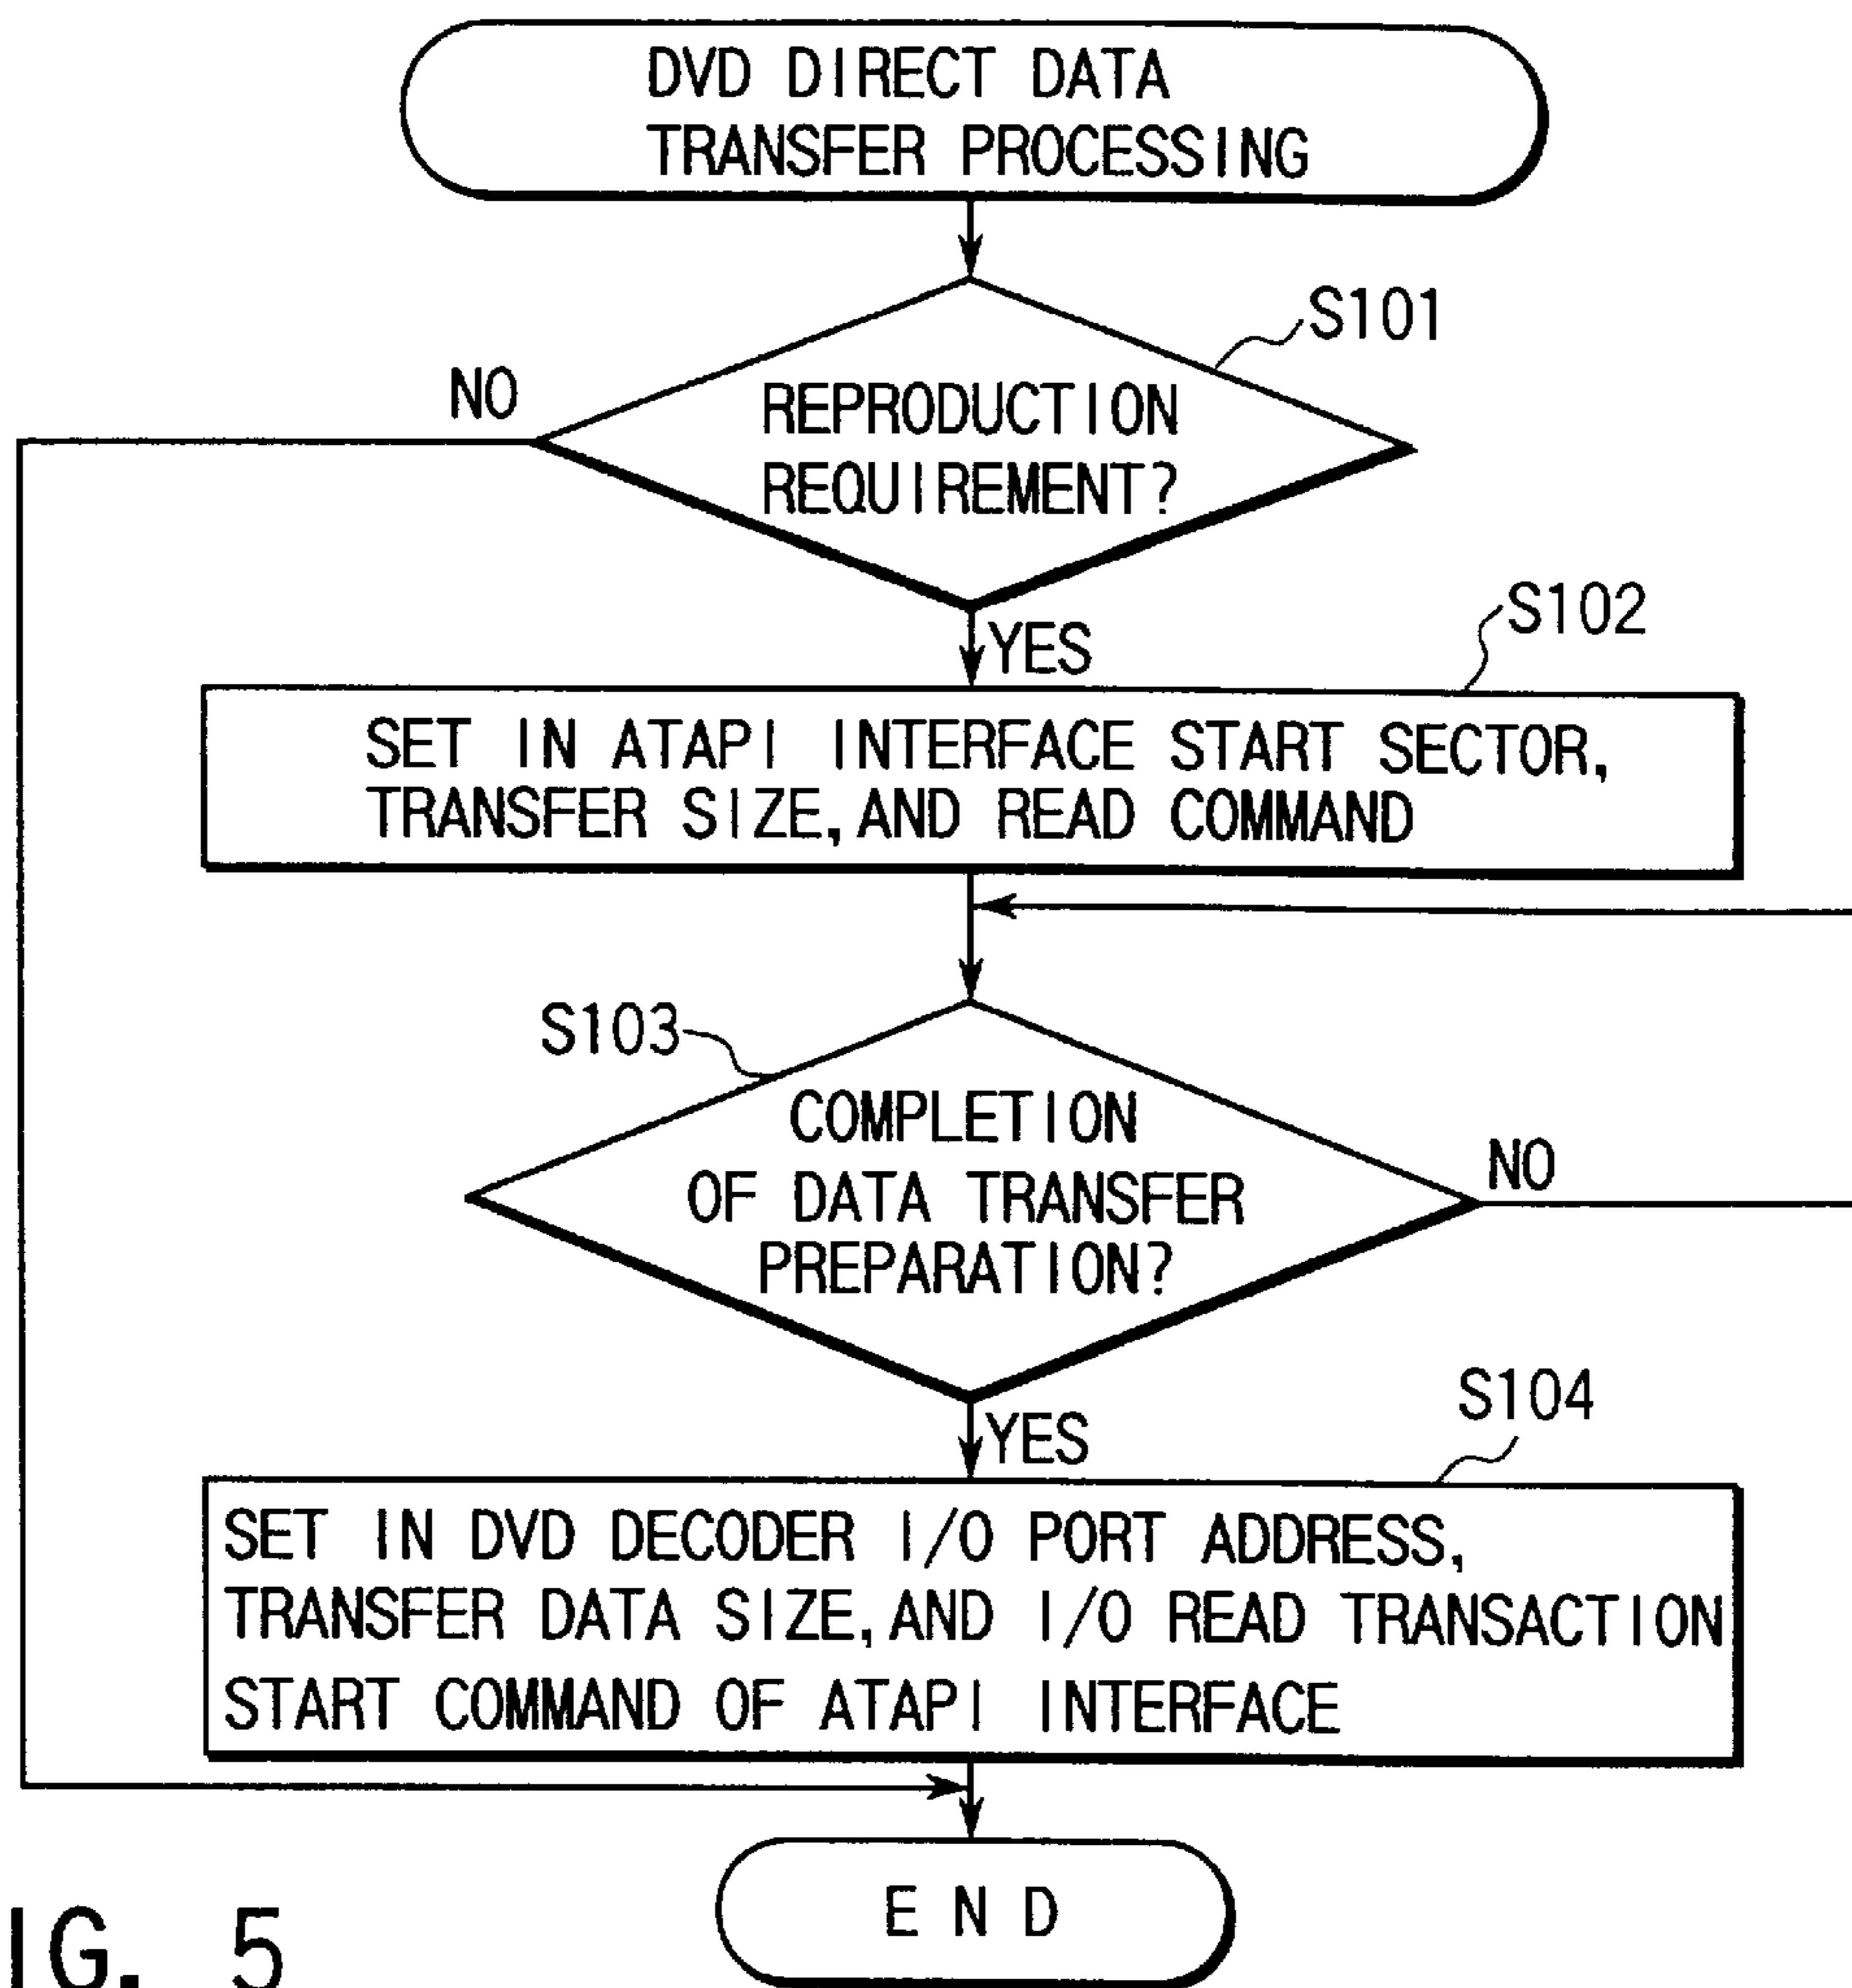 DVD DIRECT DATA
TRANSFER PROCESSING
S101
NO
REPRODUCTION
REQUIREMENT?
S102
YES
SET IN ATAPI INTERFACE START SECTOR,
TRANSFER SIZE, AND READ COMMAND
S103
COMPLETION
OF DATA TRANSFER
PREPARATION?
NO
S104
YES
SET IN DVD DECODER I/O PORT ADDRESS,
TRANSFER DATA SIZE, AND I/O READ TRANSACTION
START COMMAND OF ATAPI INTERFACE
END
IG. 5